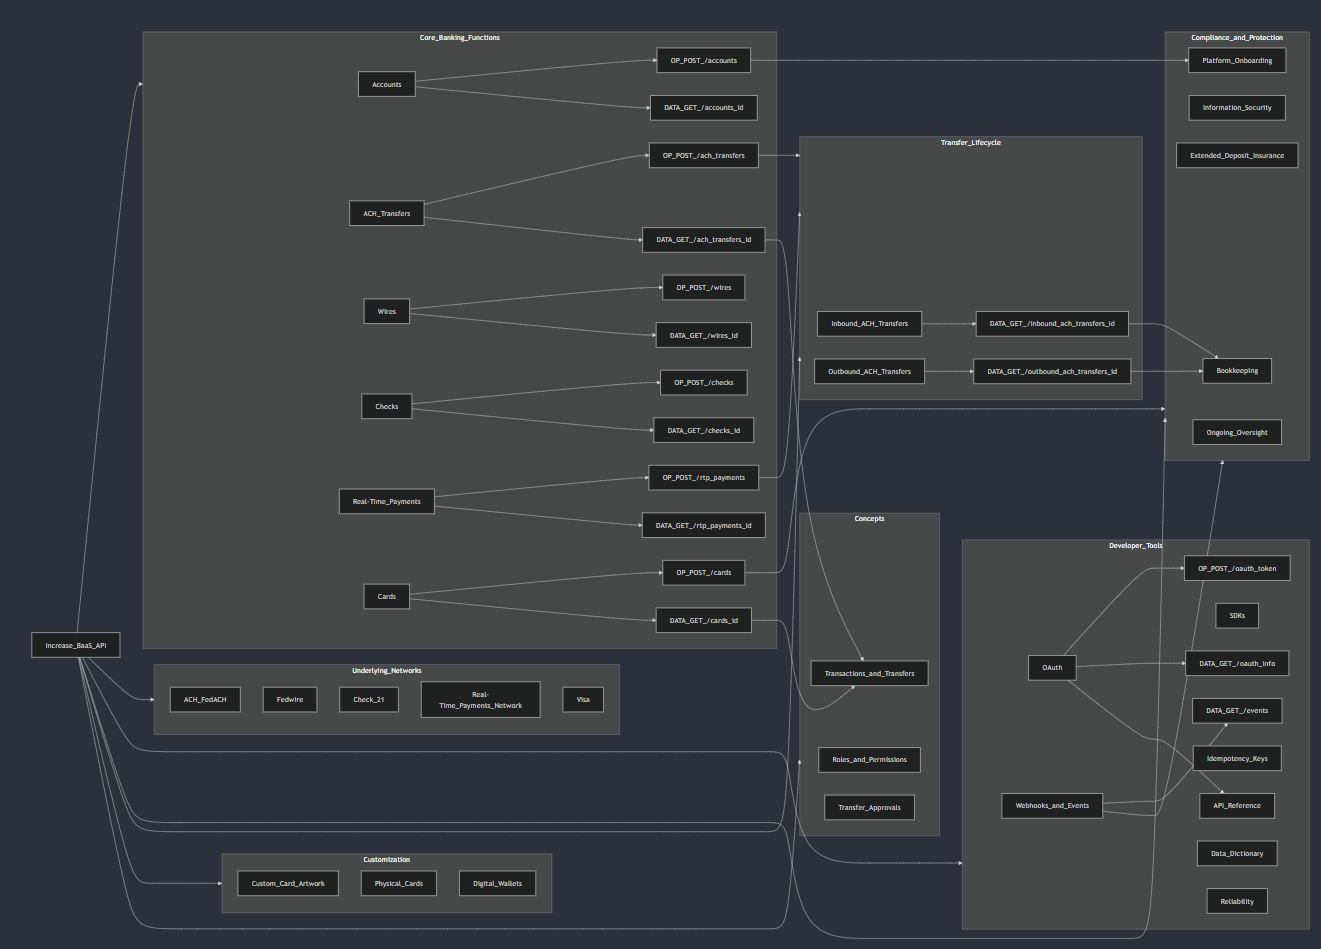 Core_Banking_Functions
Accounts
OP_POST_/accounts
DATA_GET_/accounts_id
ACH_Transfers
OP_POST_/ach_transfers
DATA_GET_/ach_transfers_id
Wires
OP_POST_/wires
DATA_GET_/wires_id
Checks
OP_POST_/checks
DATA_GET_/checks_id
Real-Time_Payments
OP_POST_/rtp_payments
DATA_GET_/rtp_payments_id
Cards
OP_POST_/cards
DATA_GET_/cards_id
Increase_BaaS_API
Underlying_Networks
ACH_FedACH
Fedwire
Check_21
Real-
Time_Payments_Network
Visa
Customization
Custom_Card_Artwork
Physical_Cards
Digital_Wallets
Transfer_Lifecycle
Inbound_ACH_Transfers
DATA_GET_/inbound_ach_transfers_id
Outbound_ACH_Transfers
DATA_GET_/outbound_ach_transfers_id
Concepts
Transactions_and_Transfers
Roles_and_Permissions
Transfer_Approvals
Compliance_and_Protection
Platform_Onboarding
Information_Security
Extended_Deposit_Insurance
Bookkeeping
Ongoing_Oversight
Developer_Tools
OP_POST_/oauth_token
SDKs
OAuth
DATA_GET_/oauth_info
DATA_GET_/events
Idempotency_Keys
Webhooks_and_Events
API_Reference
Data_Dictionary
Reliability